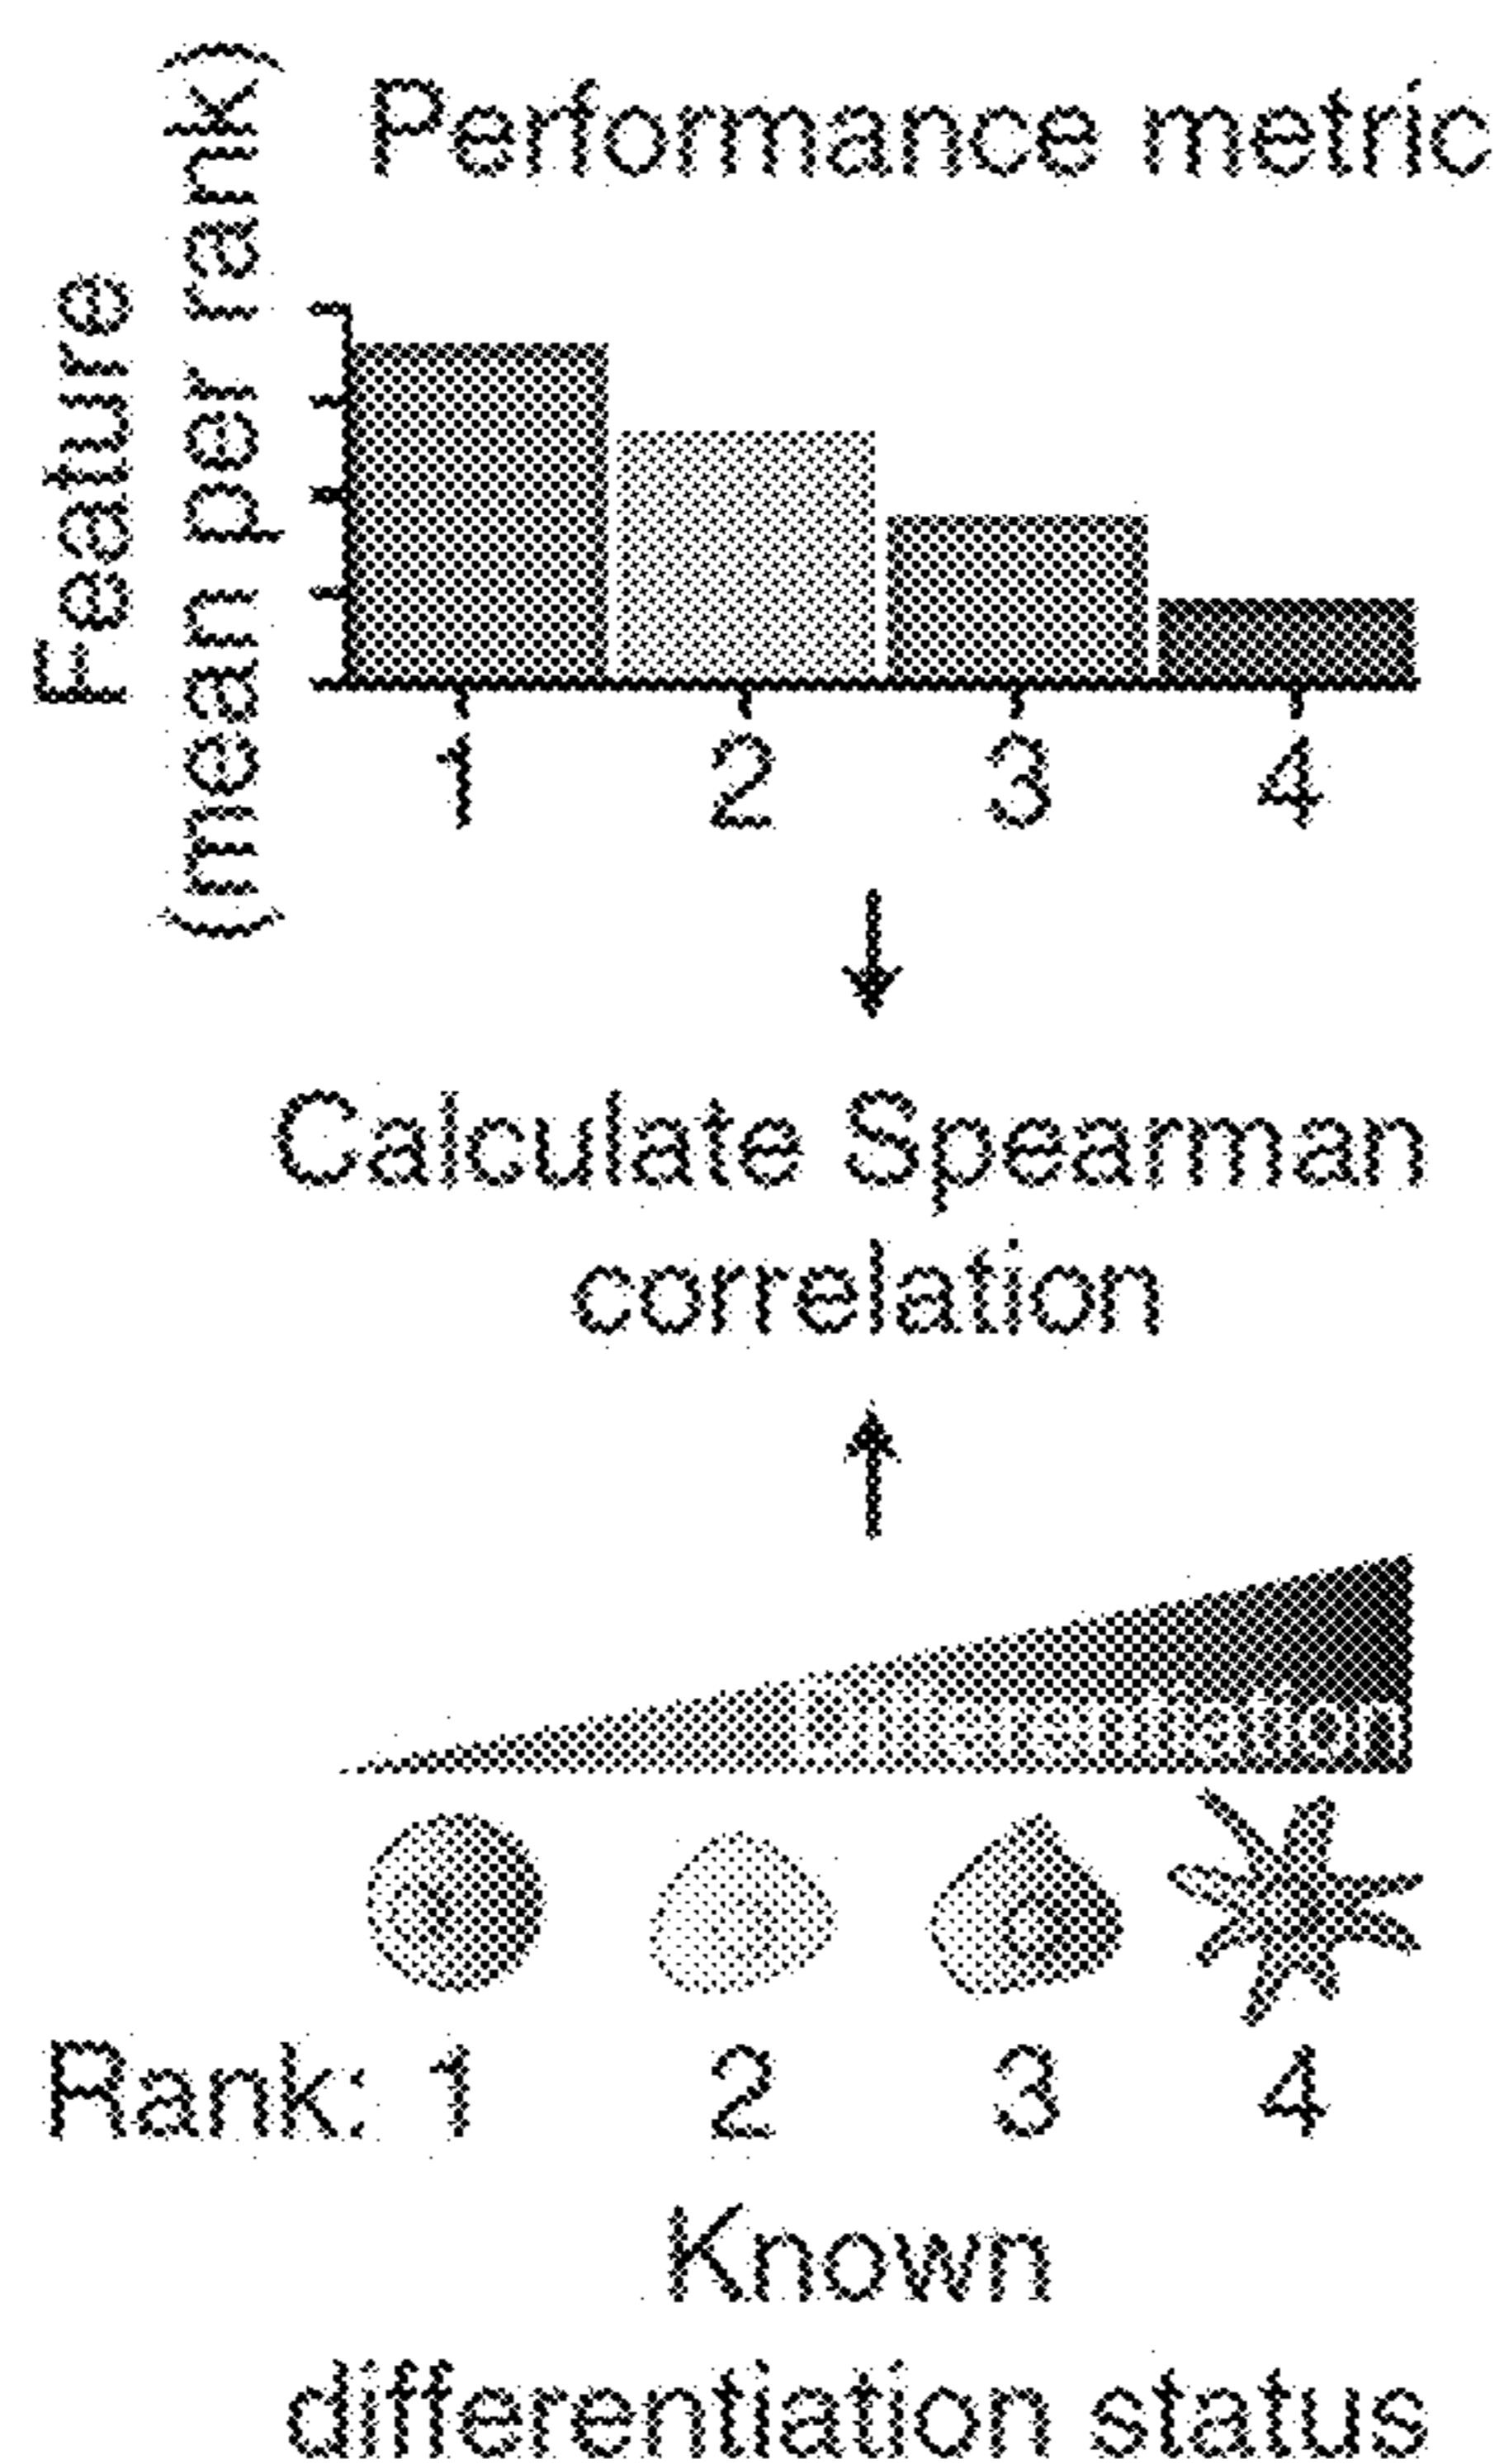 Performance metric
Feature
(mean per rank)
1 2 3 4
Calculate Spearman
correlation
Differentiation
Rank: 1 2 3 4
Known
differentiation status